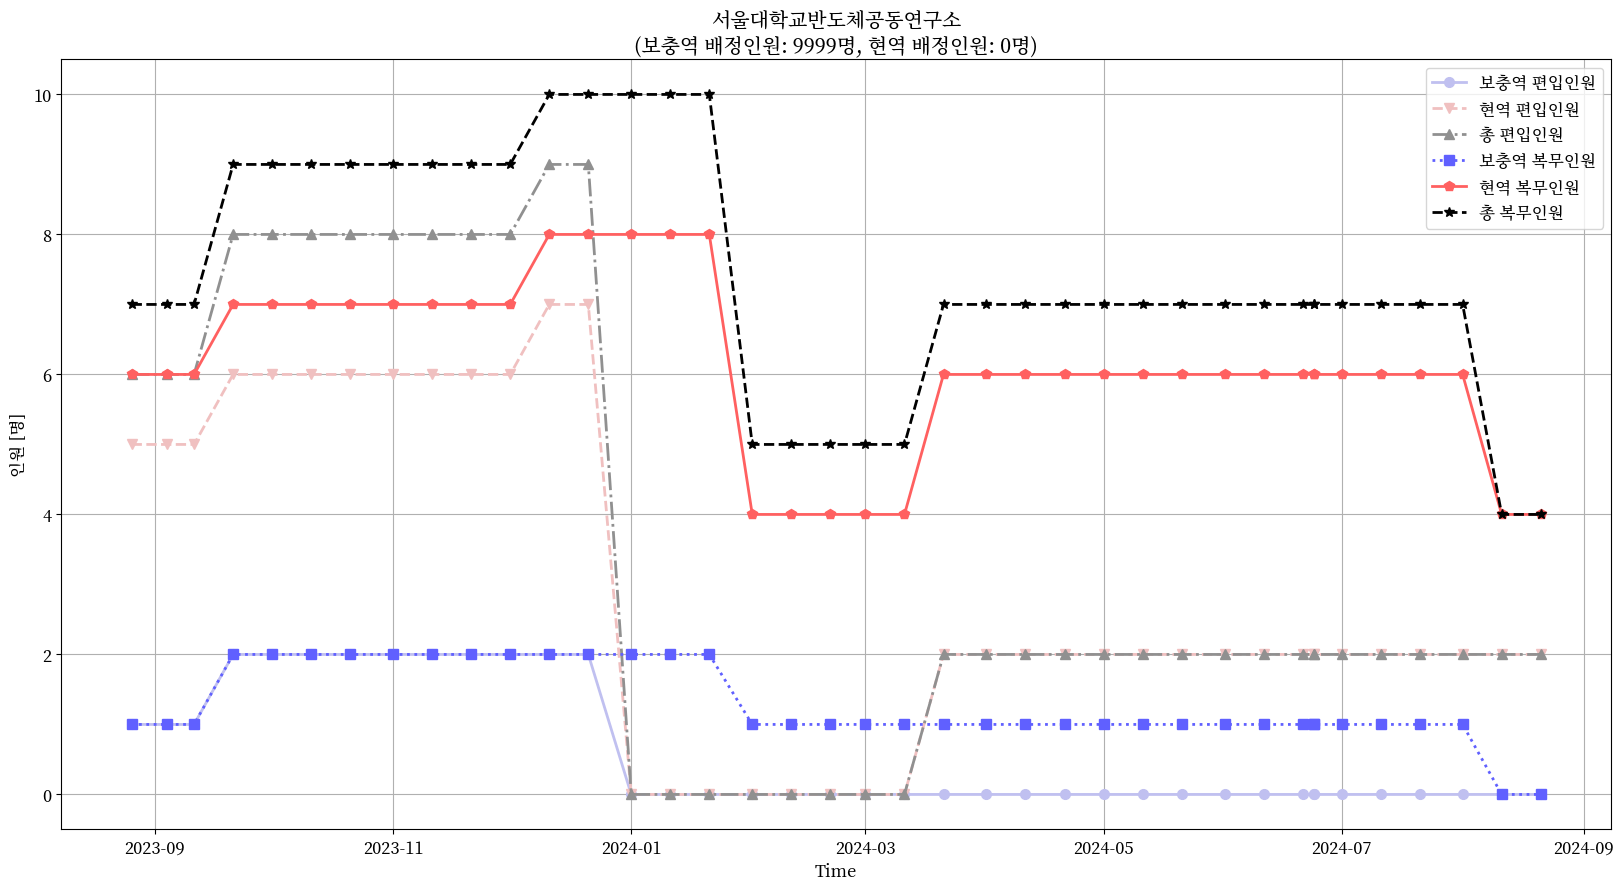 서울대학교반도체공동연구소
(보충역 배정인원: 9999명, 현역 배정인원: 0명)
보충역 편입인원
현역 편입인원
총 편입인원
보충역 복무인원
현역 복무인원
총 복무인원
인원 [명]
10
8
6
4
2
0
2023-09
2023-11
2024-01
2024-03
2024-05
2024-07
2024-09
Time